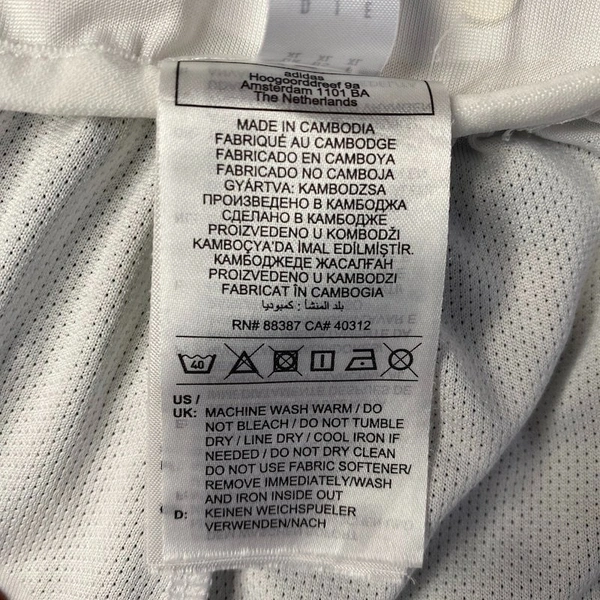 adidas
Hoogoorddreef 9a
Amsterdam 1101 BA
The Netherlands
MADE IN CAMBODIA
FABRIQUÉ AU CAMBODGE
FABRICADO EN CAMBOYA
FABRICADO NO CAMBOJA
GYÁRTVA: KAMBODZSA
ПРОИЗВЕДЕНО В КАМБОДЖА
СДЕЛАНО В КАМБОДЖЕ
PROIZVEDENO U KOMBODŽI
KAMBOÇYA'DA İMAL EDİLMİŞTİR.
КАМБОДЖЕДЕ ЖАСАЛҒАН
PROIZVEDENO U KAMBODZI
FABRICAT ÎN CAMBOGIA
بلد المنشأ : كمبوديا
RN# 88387 CA# 40312
40
US /
UK: MACHINE WASH WARM / DO
NOT BLEACH / DO NOT TUMBLE
DRY / LINE DRY / COOL IRON IF
NEEDED / DO NOT DRY CLEAN
DO NOT USE FABRIC SOFTENER/
REMOVE IMMEDIATELY/WASH
AND IRON INSIDE OUT
D: KEINEN WEICHSPUELER
VERWENDEN/NACH